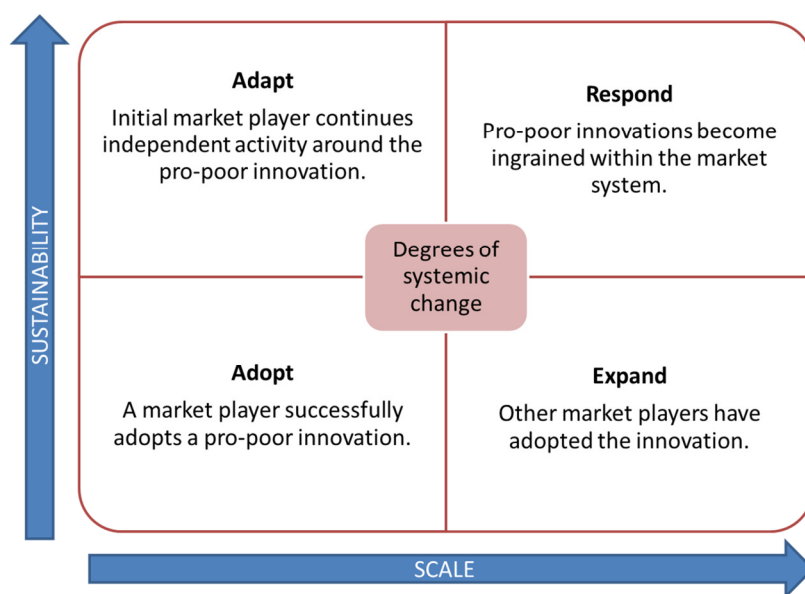 SUSTAINABILITY
Adapt
Initial market player continues
independent activity around the
pro-poor innovation.
Respond
Pro-poor innovations become
ingrained within the market
system.
Degrees of
systemic
change
Adopt
A market player successfully
adopts a pro-poor innovation.
Expand
Other market players have
adopted the innovation.
SCALE